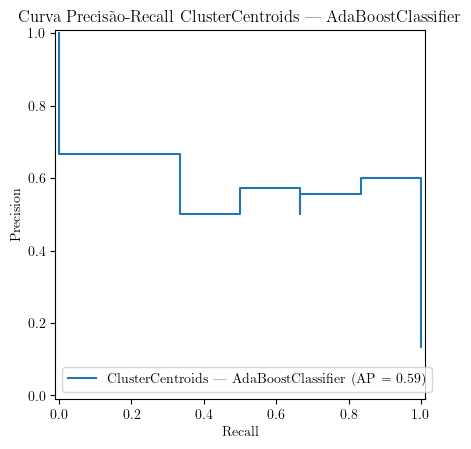 Curva Precisão-Recall ClusterCentroids — AdaBoostClassifier
1.0
0.8
0.6
0.4
0.2
0.0
Precision
ClusterCentroids — AdaBoostClassifier (AP = 0.59)
0.0 0.2 0.4 0.6 0.8 1.0
Recall